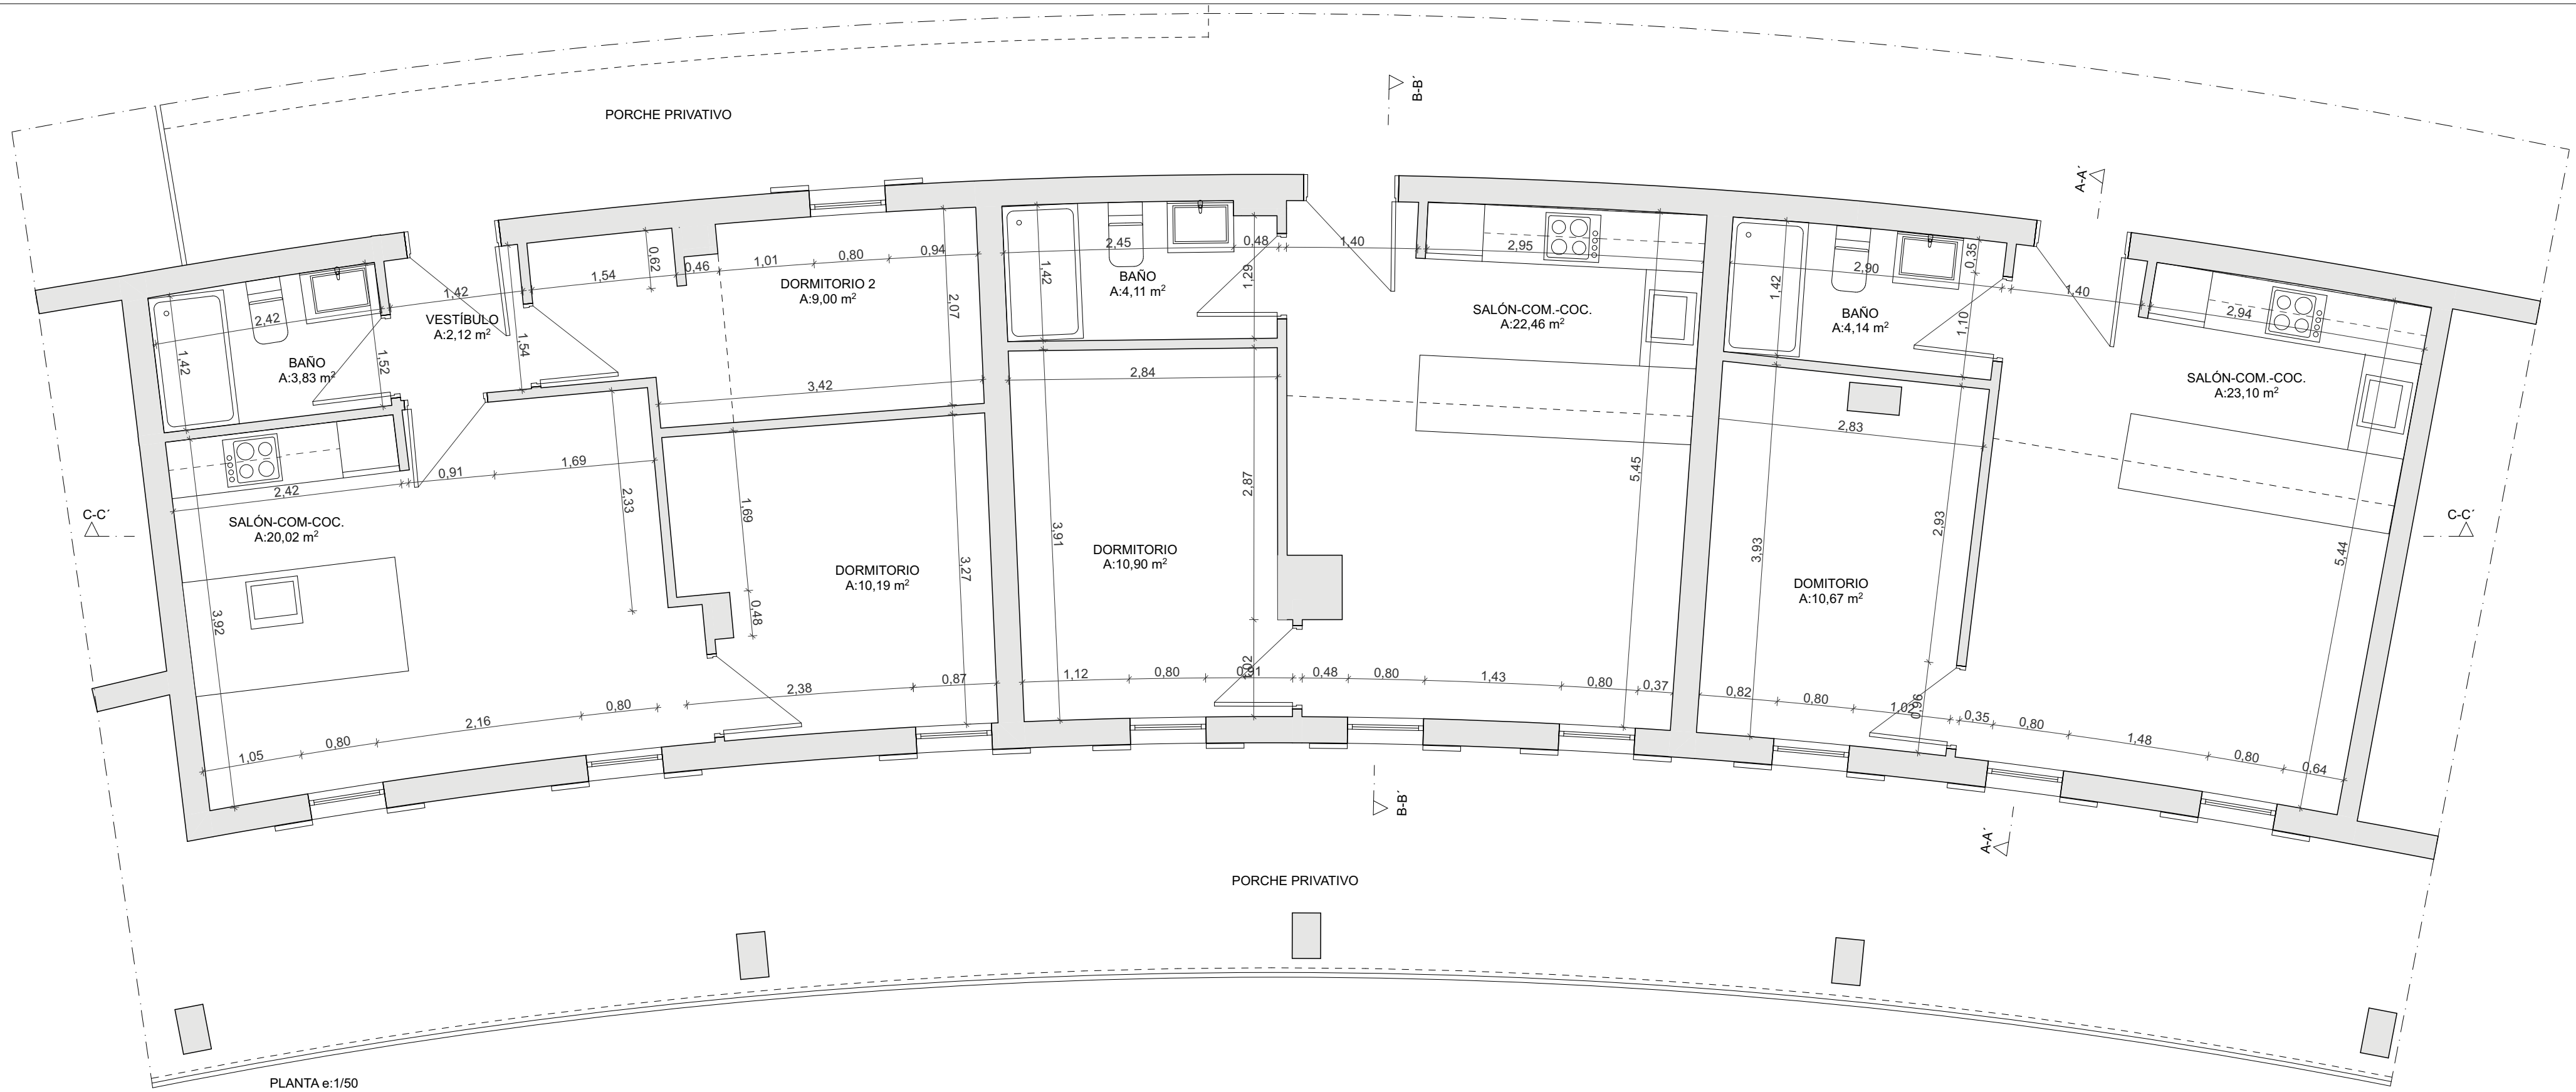 PORCHE PRIVATIVO
B-B´
A-A´
1,42
VESTÍBULO
A:2,12 m²
2,42
1,42
BAÑO
A:3,83 m²
1,52
1,54
1,54
0,62
0,46
1,01
0,80
0,94
DORMITORIO 2
A:9,00 m²
2,07
3,42
2,45
0,48
1,40
1,42
BAÑO
A:4,11 m²
1,29
2,95
SALÓN-COM.-COC.
A:22,46 m²
2,84
2,90
0,35
1,42
BAÑO
A:4,14 m²
1,10
1,40
2,94
SALÓN-COM.-COC.
A:23,10 m²
2,83
2,42
0,91
1,69
2,33
C-C´
SALÓN-COM-COC.
A:20,02 m²
3,92
1,69
0,48
DORMITORIO
A:10,19 m²
3,27
3,91
DORMITORIO
A:10,90 m²
2,87
5,45
3,93
DOMITORIO
A:10,67 m²
2,93
5,44
C-C´
1,05
0,80
2,16
0,80
2,38
0,87
1,12
0,80
0,91
0,48
0,80
1,43
0,80
0,37
0,82
0,80
1,02
0,96
0,35
0,80
1,48
0,80
0,64
B-B´
A-A´
PORCHE PRIVATIVO
PLANTA e:1/50